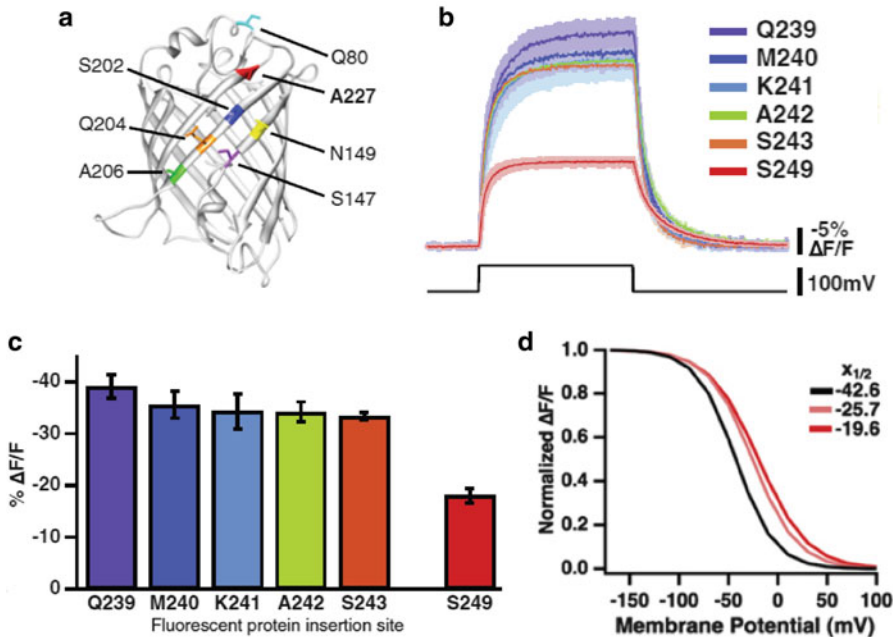 a
S202
Q204
A206
Q80
A227
N149
S147
b
Q239
M240
K241
A242
S243
S249
-5%
ΔF/F
100mV
c
% ΔF/F
-40
-30
-20
-10
0
Q239 M240 K241 A242 S243 S249
Fluorescent protein insertion site
d
Normalized ΔF/F
1.0
0.8
0.6
0.4
0.2
0.0
x1/2
-42.6
-25.7
-19.6
-150 -100 -50 0 50 100
Membrane Potential (mV)